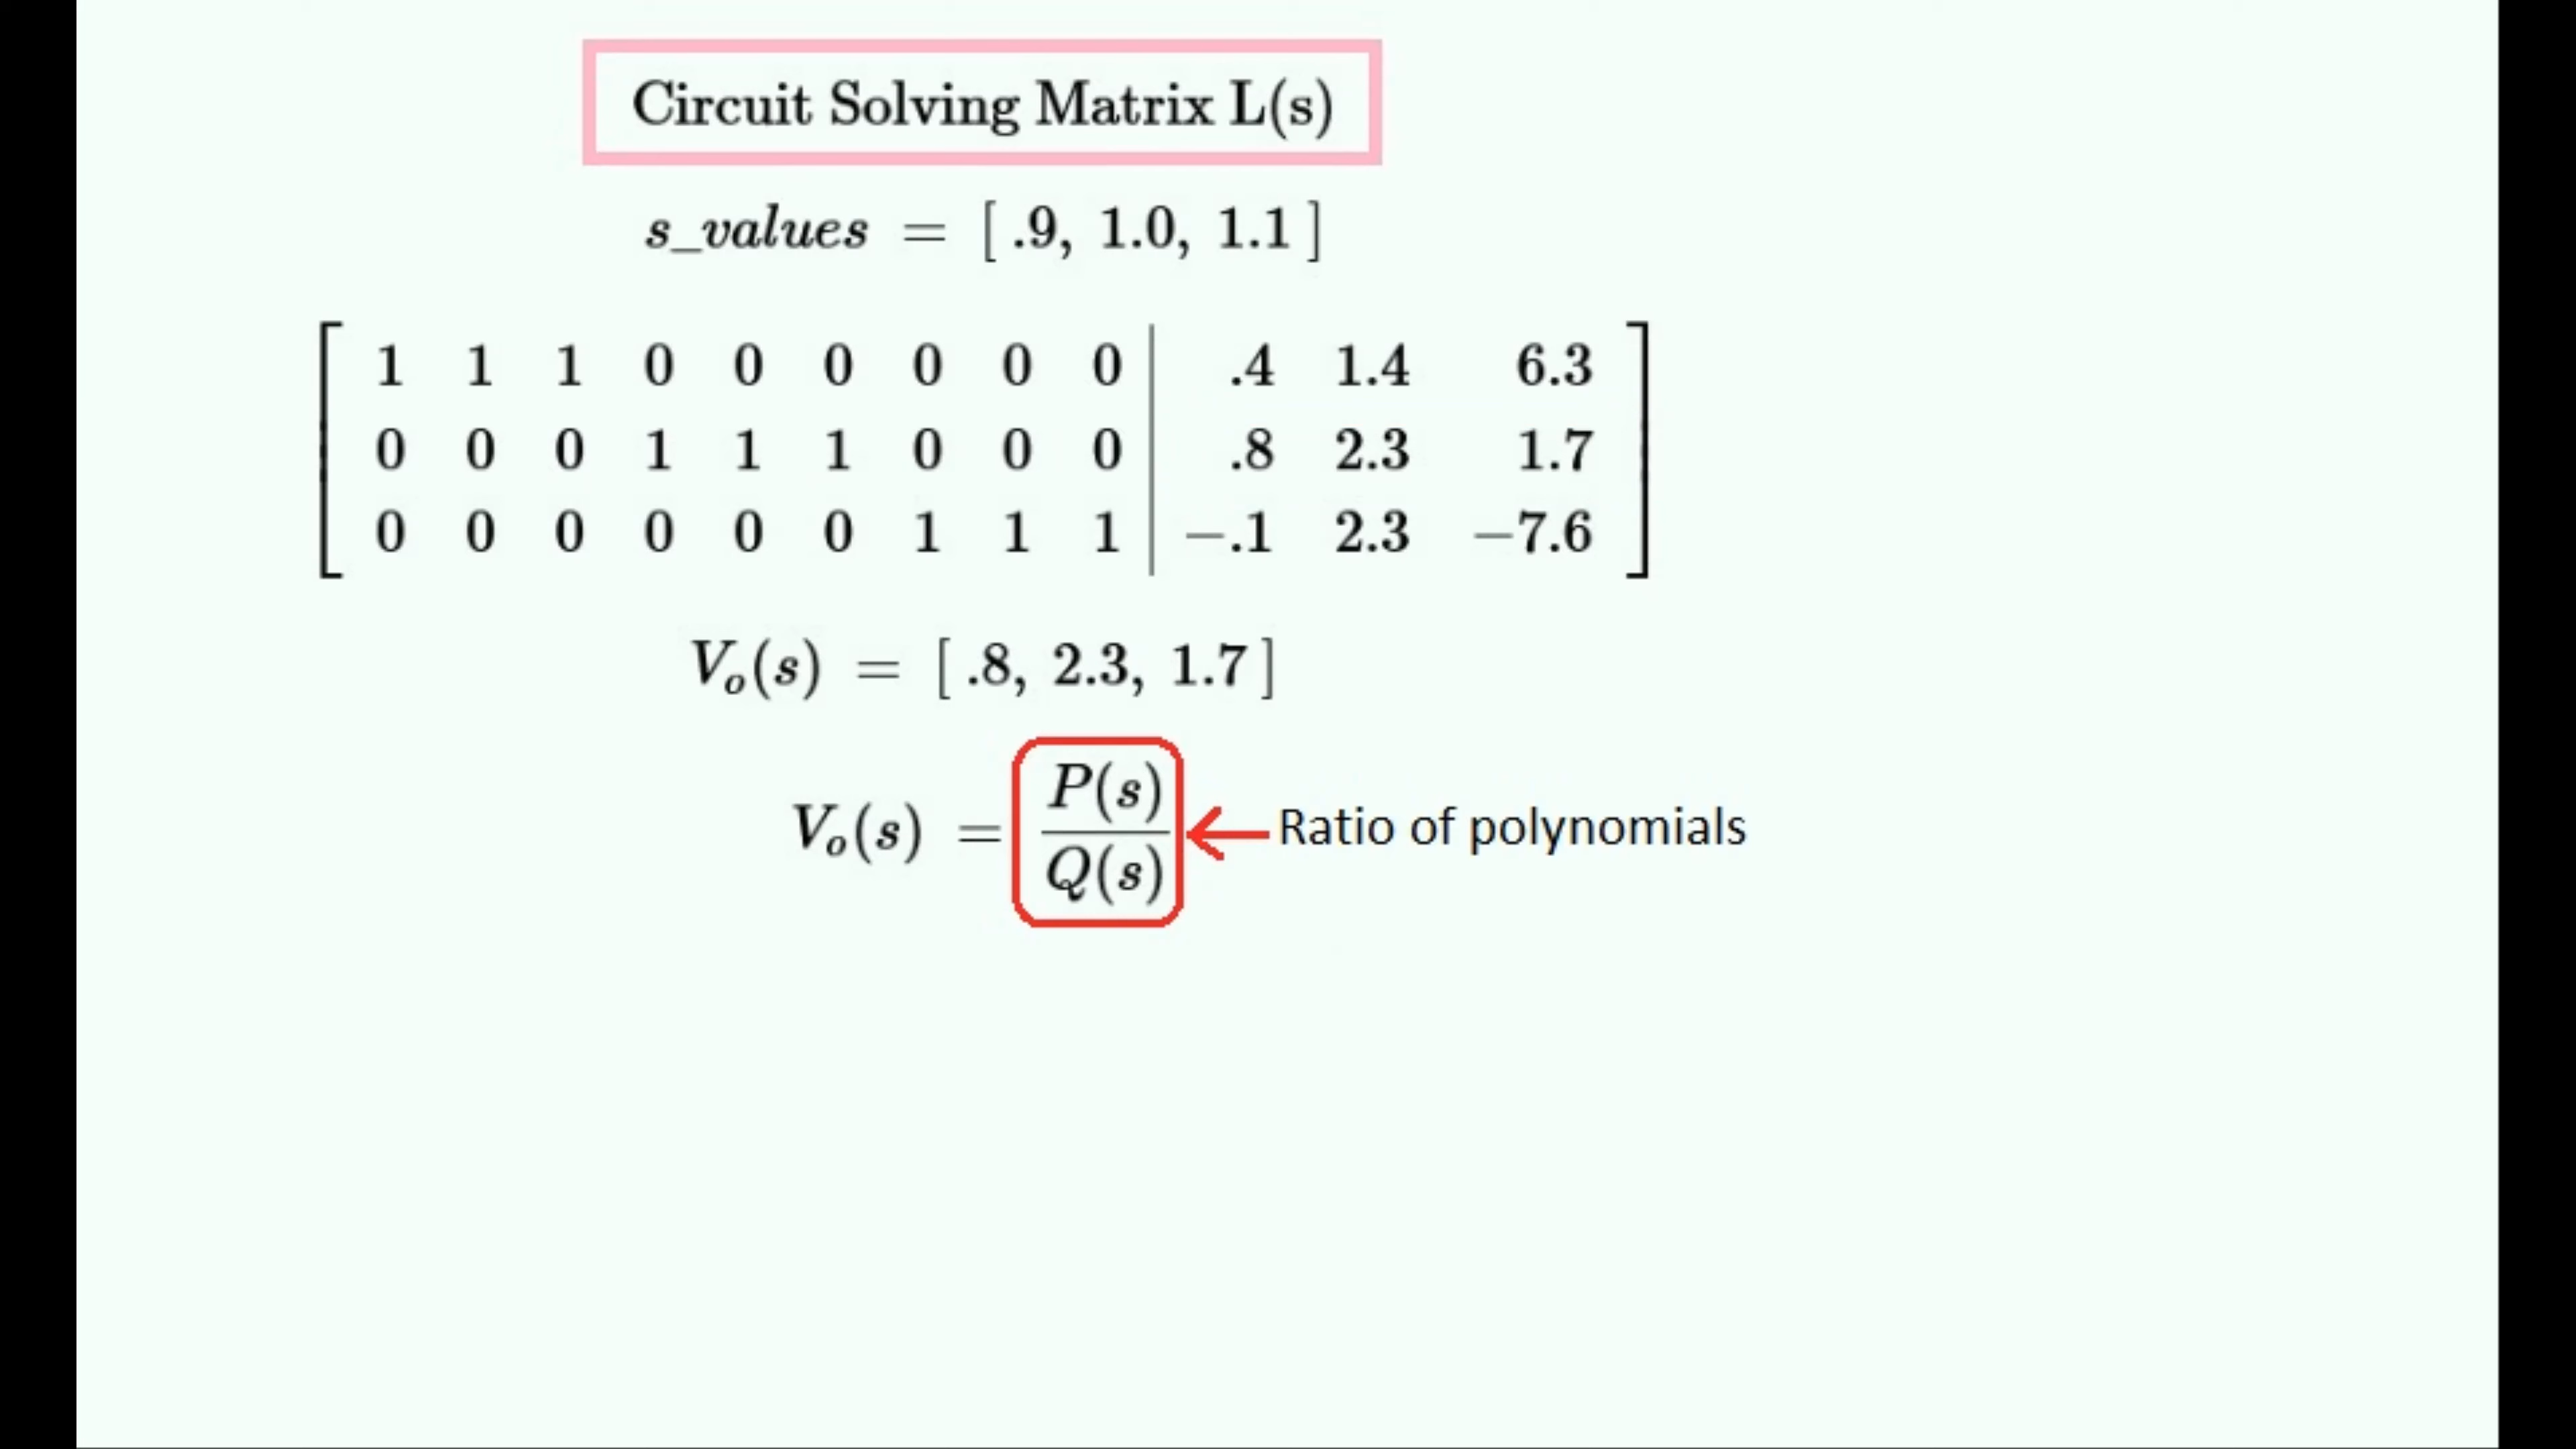 Circuit Solving Matrix L(s)
s_values = [ .9, 1.0, 1.1 ]
1 1 1 0 0 0 0 0 0 | .4 1.4 6.3
0 0 0 1 1 1 0 0 0 | .8 2.3 1.7
0 0 0 0 0 0 1 1 1 | −.1 2.3 −7.6
Vₒ(s) = [ .8, 2.3, 1.7 ]
Vₒ(s) = P(s)/Q(s) ← Ratio of polynomials